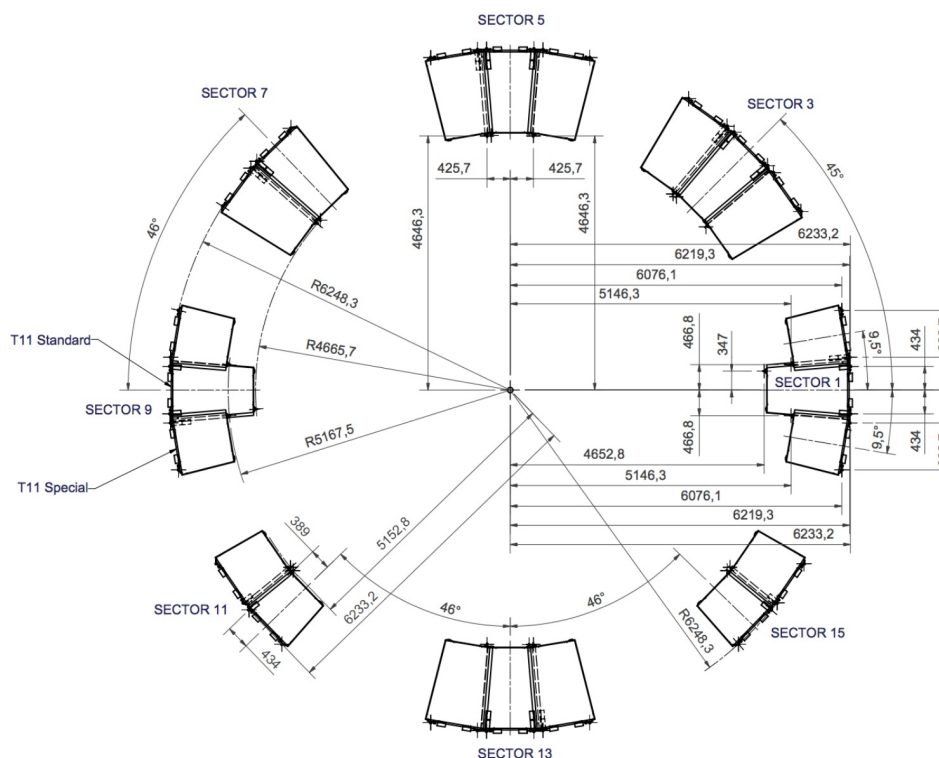 SECTOR 5
SECTOR 7
SECTOR 3
46°
45°
425,7
425,7
4646,3
4646,3
6233,2
6219,3
6076,1
5146,3
R6248,3
R4665,7
T11 Standard
466,8
347
9,5°
434
SECTOR 1
SECTOR 9
R5167,5
466,8
434
9,5°
4652,8
5146,3
6076,1
6219,3
6233,2
T11 Special
389
5152,8
6233,2
SECTOR 11
46°
46°
R6248,3
SECTOR 15
434
SECTOR 13